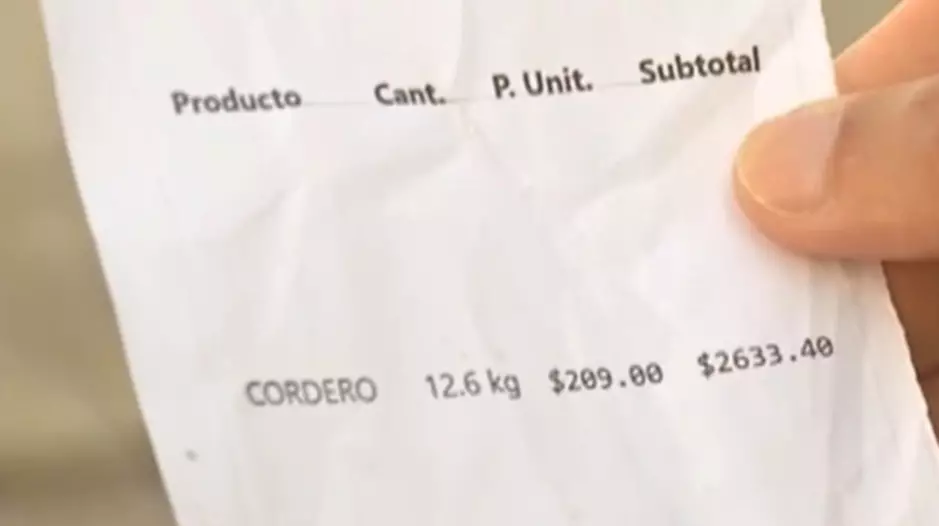 Producto Cant. P. Unit. Subtotal
CORDERO 12.6 kg $209.00 $2633.40